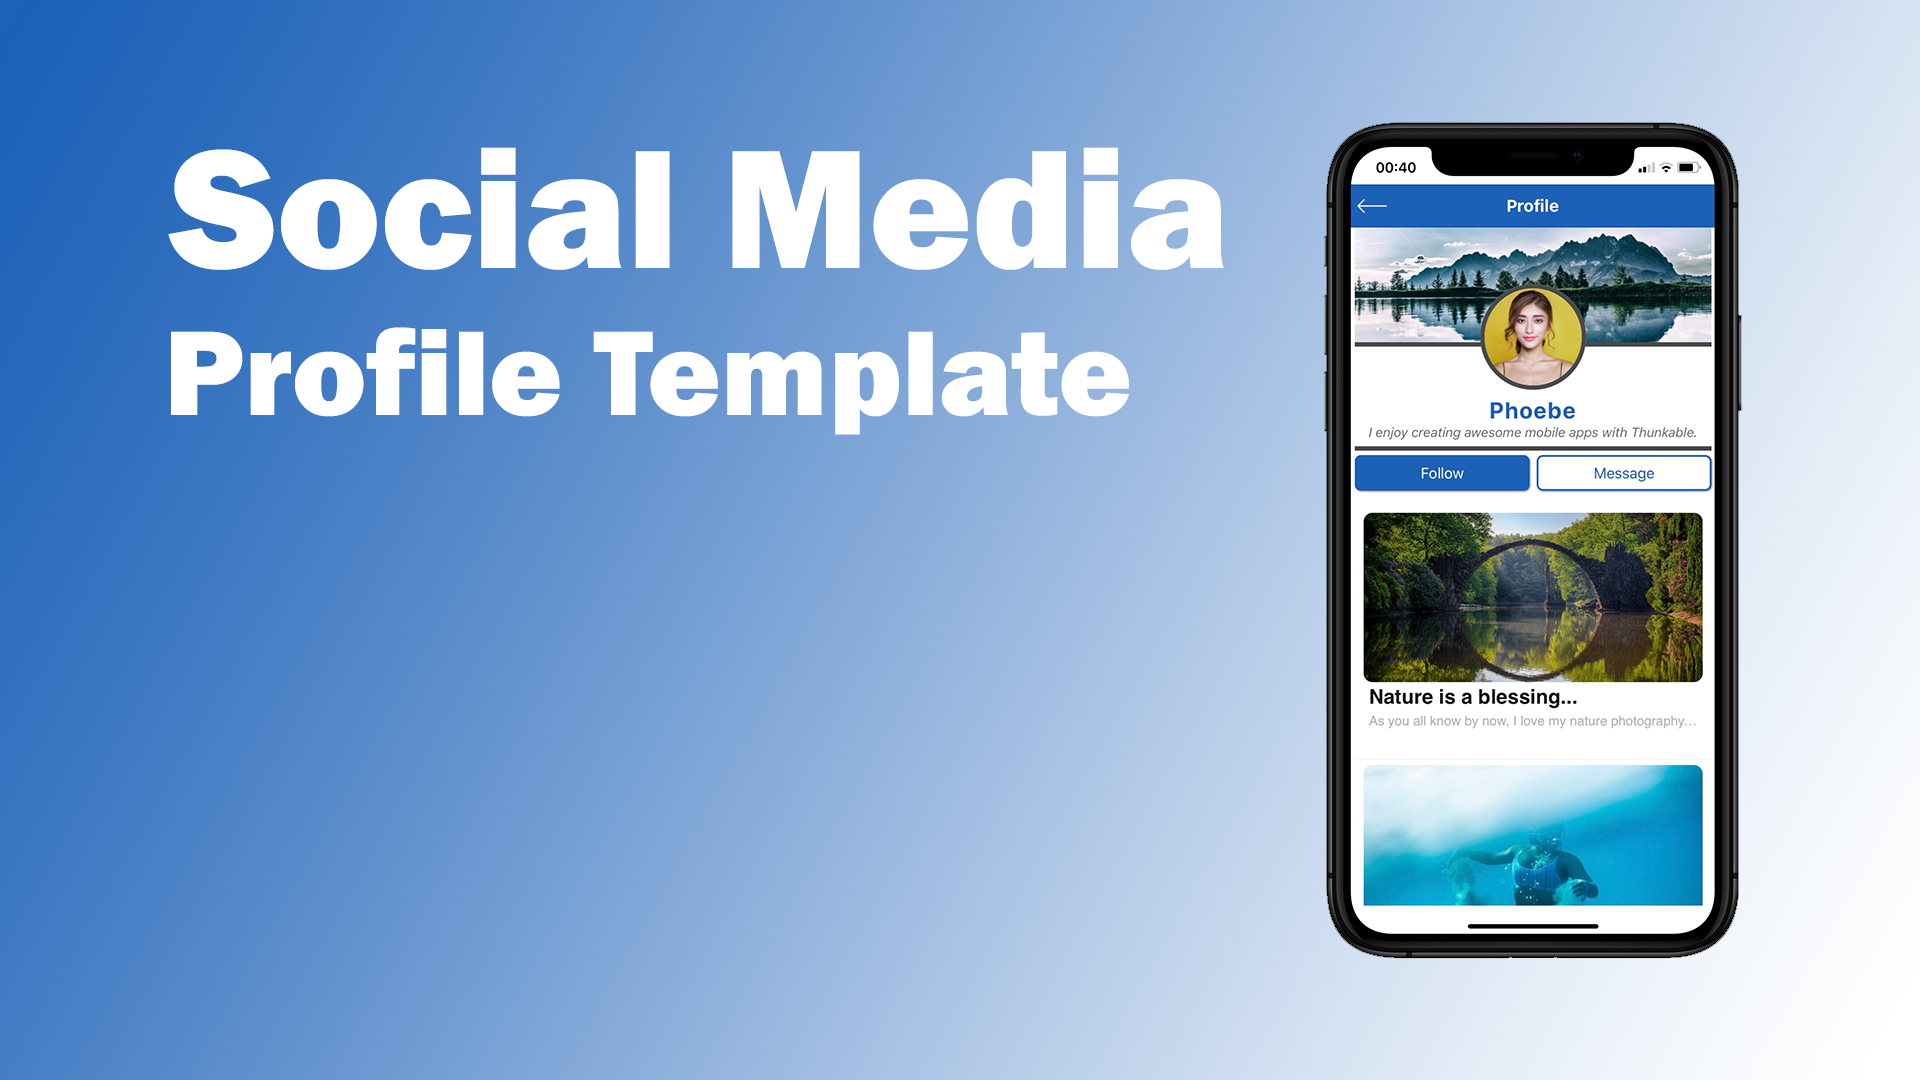 Social Media
Profile Template
00:40
Profile
Phoebe
I enjoy creating awesome mobile apps with Thunkable.
Follow
Message
Nature is a blessing...
As you all know by now, I love my nature photography...